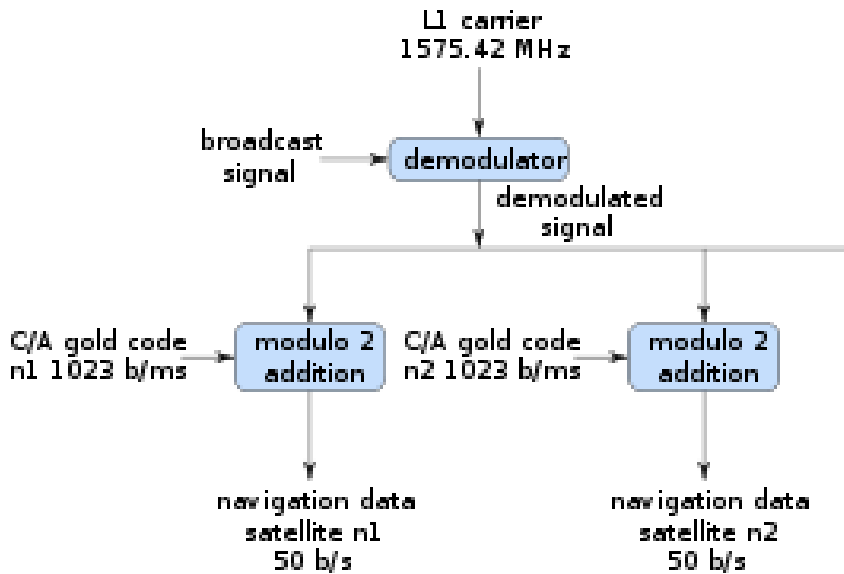 L1 carrier
1575.42 MHz
broadcast
signal
demodulator
demodulated
signal
C/A gold code
n1 1023 b/ms
modulo 2
addition
C/A gold code
n2 1023 b/ms
modulo 2
addition
navigation data
satellite n1
50 b/s
navigation data
satellite n2
50 b/s